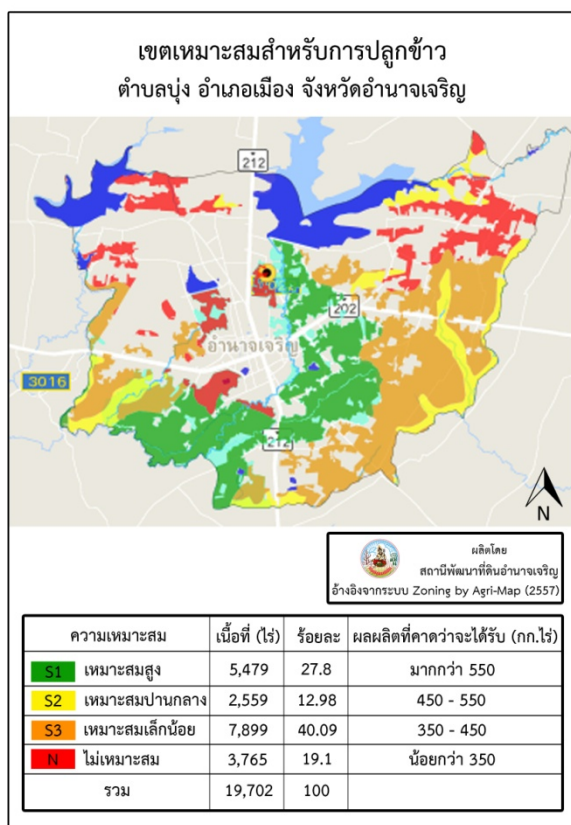 เขตเหมาะสมสำหรับการปลูกข้าว
ตำบลบุ่ง อำเภอเมือง จังหวัดอำนาจเจริญ
212
202
อำนาจเจริญ
3016
212
N
ผลิตโดย
สถานีพัฒนาที่ดินอำนาจเจริญ
อ้างอิงจากระบบ Zoning by Agri-Map (2557)
ความเหมาะสม เนื้อที่ (ไร่) ร้อยละ ผลผลิตที่คาดว่าจะได้รับ (กก.ไร่)
S1 เหมาะสมสูง 5,479 27.8 มากกว่า 550
S2 เหมาะสมปานกลาง 2,559 12.98 450 - 550
S3 เหมาะสมเล็กน้อย 7,899 40.09 350 - 450
N ไม่เหมาะสม 3,765 19.1 น้อยกว่า 350
รวม 19,702 100